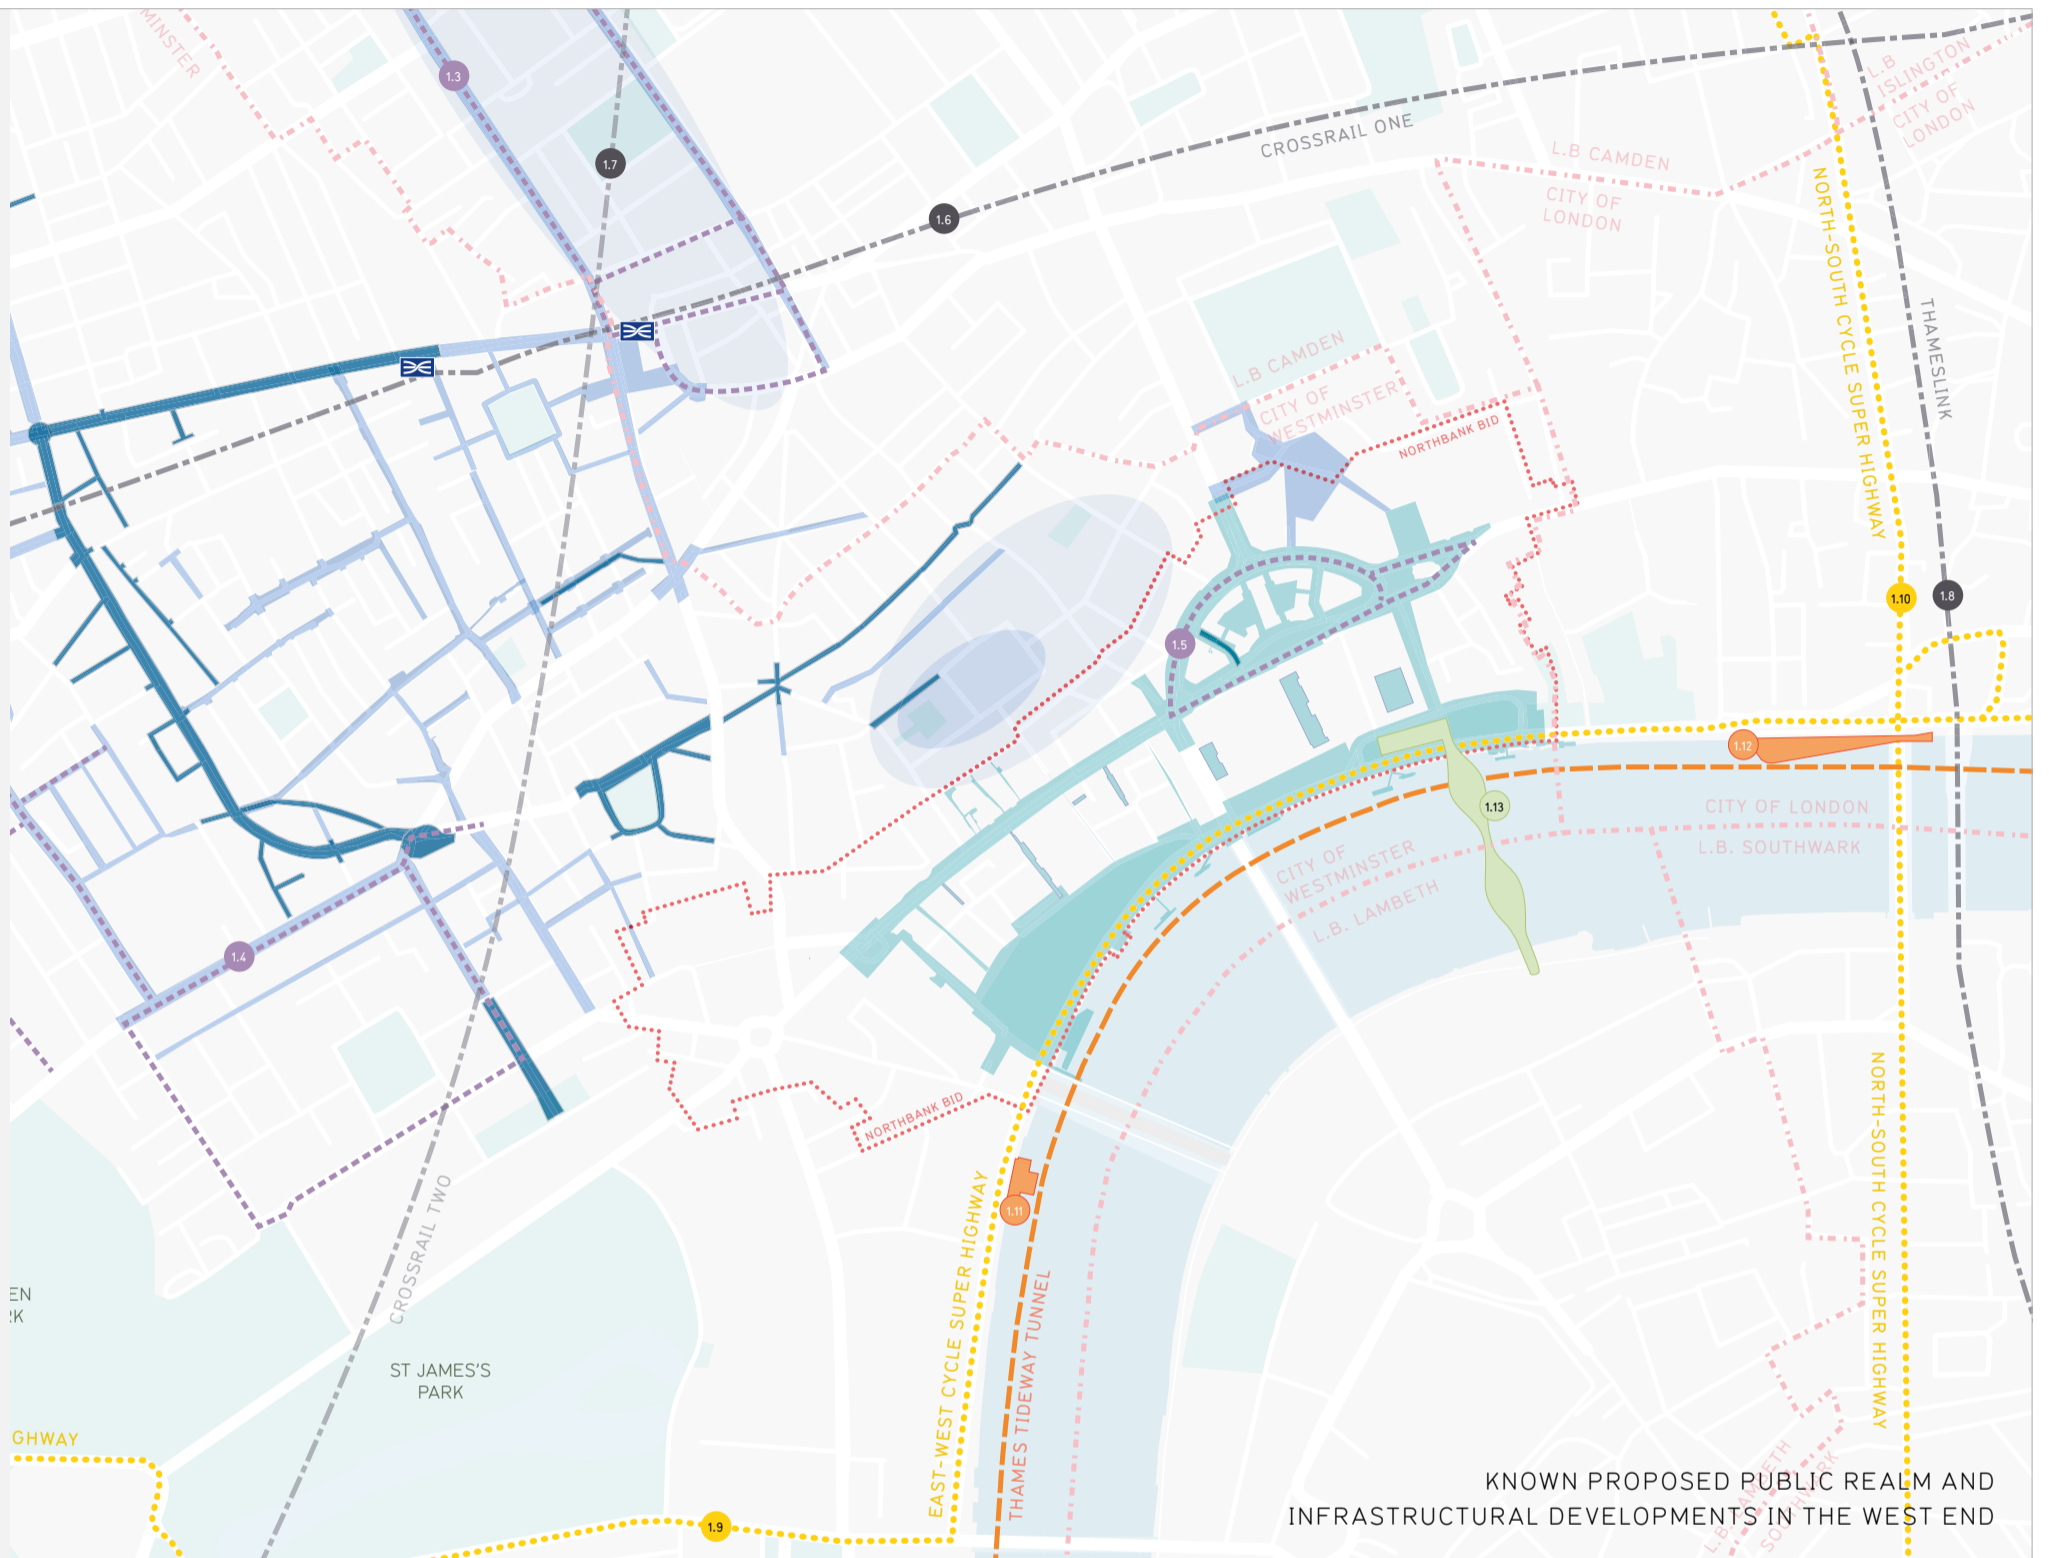 MINSTER
1.3
1.7
1.6
CROSSRAIL ONE
L.B CAMDEN
CITY OF
LONDON
L.B
ISLINGTON
CITY OF
LONDON
NORTH-SOUTH CYCLE SUPER HIGHWAY
THAMESLINK
L.B CAMDEN
CITY OF
WESTMINSTER
NORTHBANK BID
1.5
1.10
1.8
1.12
1.13
CITY OF LONDON
L.B. SOUTHWARK
CITY OF
WESTMINSTER
L.B. LAMBETH
1.4
NORTHBANK BID
1.11
CROSSRAIL TWO
EAST-WEST CYCLE SUPER HIGHWAY
THAMES TIDEWAY TUNNEL
NORTH-SOUTH CYCLE SUPER HIGHWAY
EN
RK
ST JAMES'S
PARK
GHWAY
1.9
L.B. LAMBETH
SOUTHWARK
KNOWN PROPOSED PUBLIC REALM AND
INFRASTRUCTURAL DEVELOPMENTS IN THE WEST END